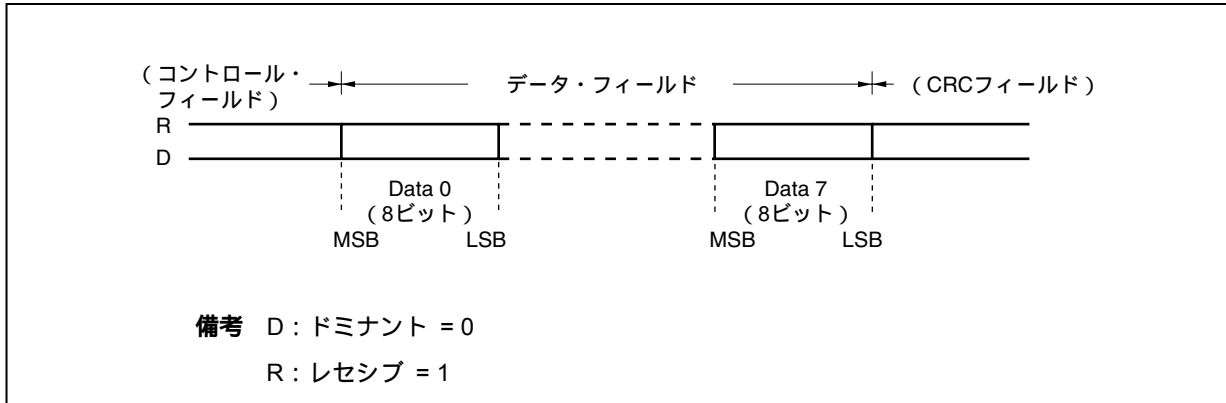 (コントロール・
フィールド)
データ・フィールド
(CRCフィールド)
R
D
Data 0
(8ビット)
Data 7
(8ビット)
MSB
LSB
MSB
LSB
備考 D:ドミナント = 0
R:レセシブ = 1